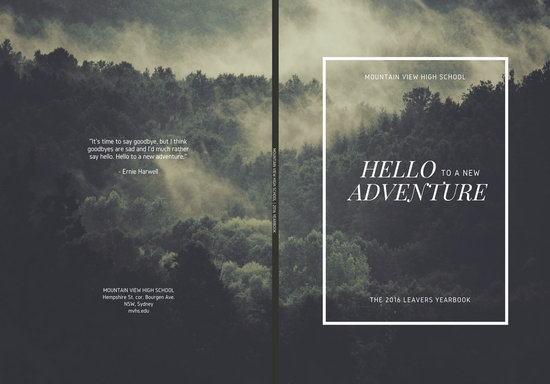 "It's time to say goodbye, but I think
goodbyes are sad and I'd much rather
say hello. Hello to a new adventure."
- Ernie Harwell
MOUNTAIN VIEW HIGH SCHOOL
Hempshire St. cor. Bourgen Ave.
NSW, Sydney
mvhs.edu
MOUNTAIN VIEW HIGH SCHOOL | 2016 YEARBOOK
MOUNTAIN VIEW HIGH SCHOOL
HELLO TO A NEW
ADVENTURE
THE 2016 LEAVERS YEARBOOK